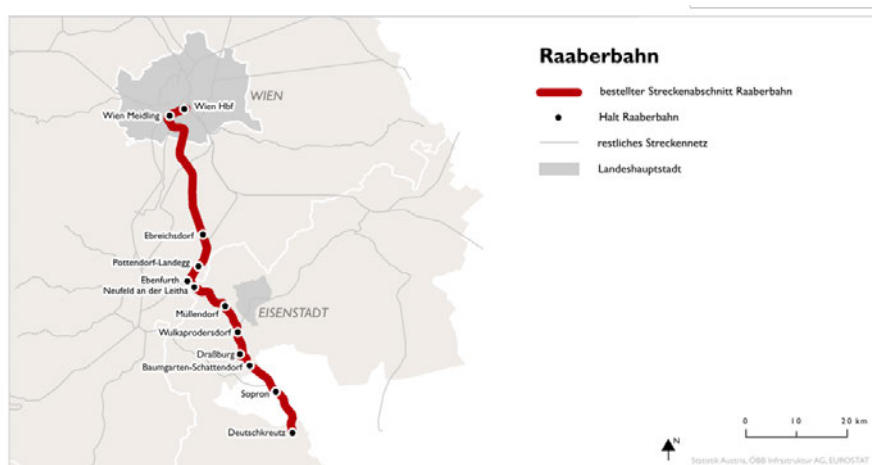 Raaberbahn
bestellter Streckenabschnitt Raaberbahn
Halt Raaberbahn
restliches Streckennetz
Landeshauptstadt
WIEN
Wien Hbf
Wien Meidling
Ebreichsdorf
Pottendorf-Landegg
Ebenfurth
Neufeld an der Leitha
Müllendorf
EISENSTADT
Wulkaprodersdorf
Draßburg
Baumgarten-Schattendorf
Sopron
Deutschkreutz
0 10 20 km
N
Statistik Austria, ÖBB Infrastruktur AG, EUROSTAT